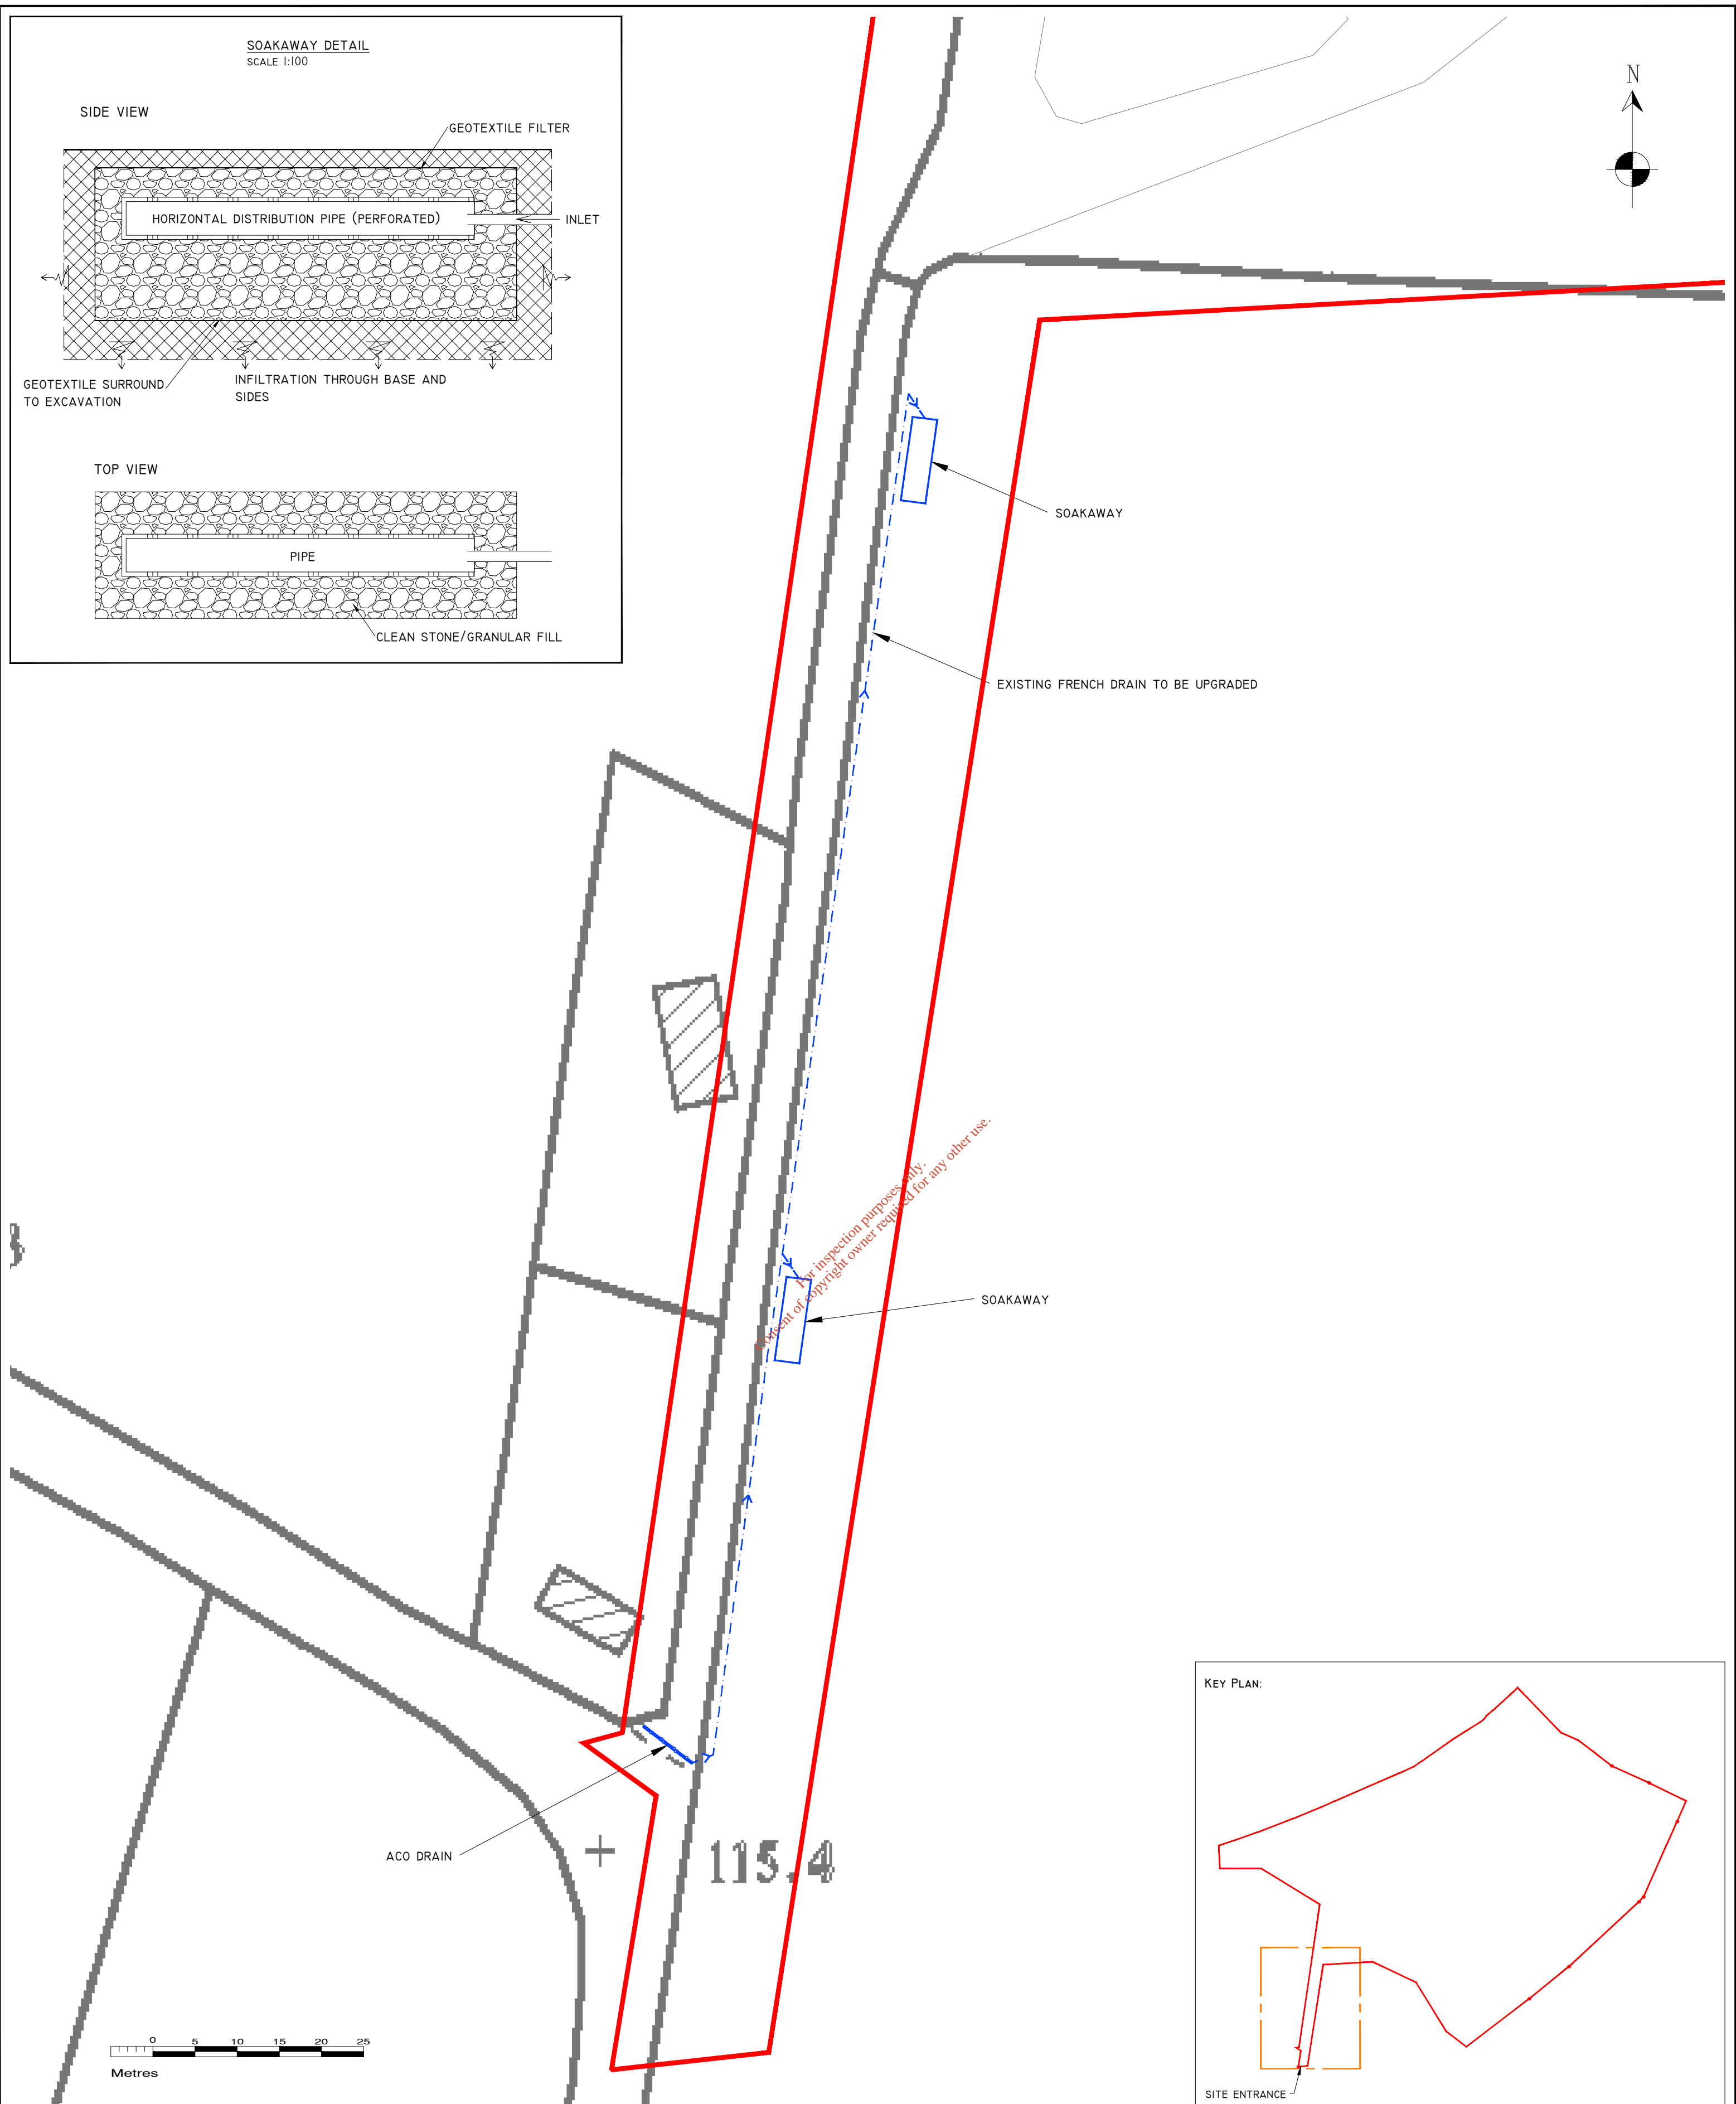 SOAKAWAY DETAIL
SCALE 1:100
SIDE VIEW
GEOTEXTILE FILTER
HORIZONTAL DISTRIBUTION PIPE (PERFORATED)
INLET
GEOTEXTILE SURROUND
TO EXCAVATION
INFILTRATION THROUGH BASE AND
SIDES
TOP VIEW
PIPE
CLEAN STONE/GRANULAR FILL
N
SOAKAWAY
EXISTING FRENCH DRAIN TO BE UPGRADED
For inspection purposes only.
Consent of copyright owner required for any other use.
SOAKAWAY
ACO DRAIN
115.4
0 5 10 15 20 25
Metres
KEY PLAN:
SITE ENTRANCE